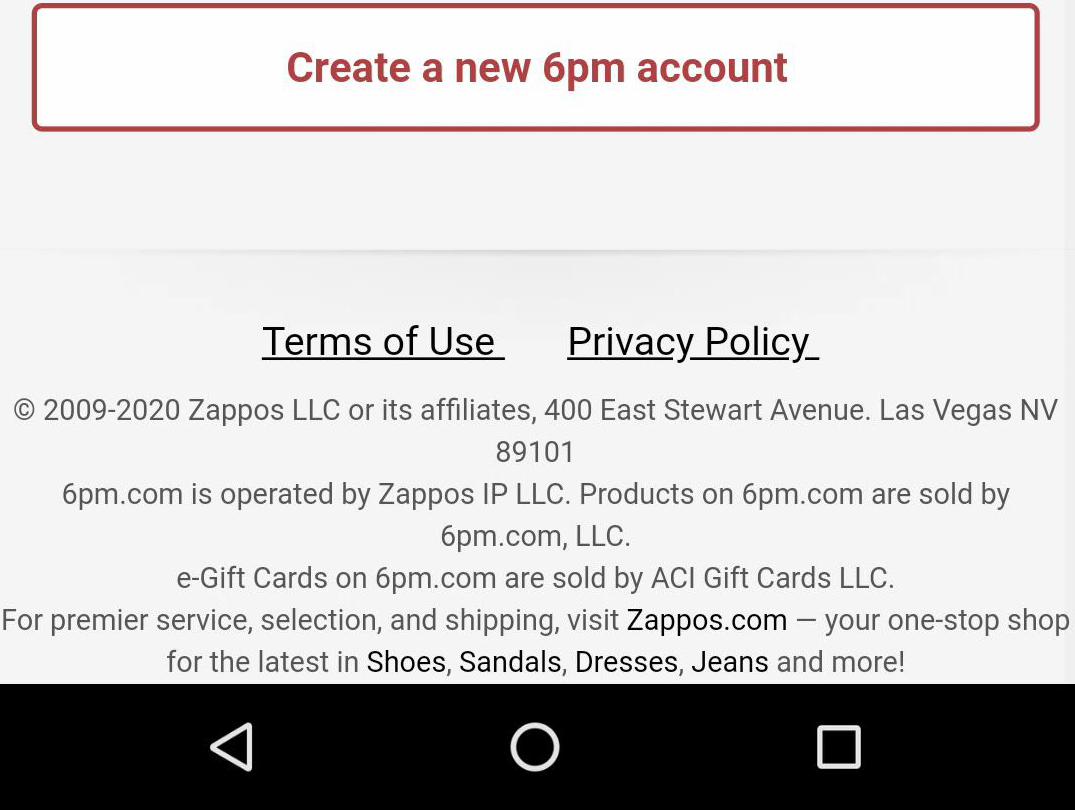 Create a new 6pm account
Terms of Use Privacy Policy
© 2009-2020 Zappos LLC or its affiliates, 400 East Stewart Avenue. Las Vegas NV
89101
6pm.com is operated by Zappos IP LLC. Products on 6pm.com are sold by
6pm.com, LLC.
e-Gift Cards on 6pm.com are sold by ACI Gift Cards LLC.
For premier service, selection, and shipping, visit Zappos.com — your one-stop shop
for the latest in Shoes, Sandals, Dresses, Jeans and more!